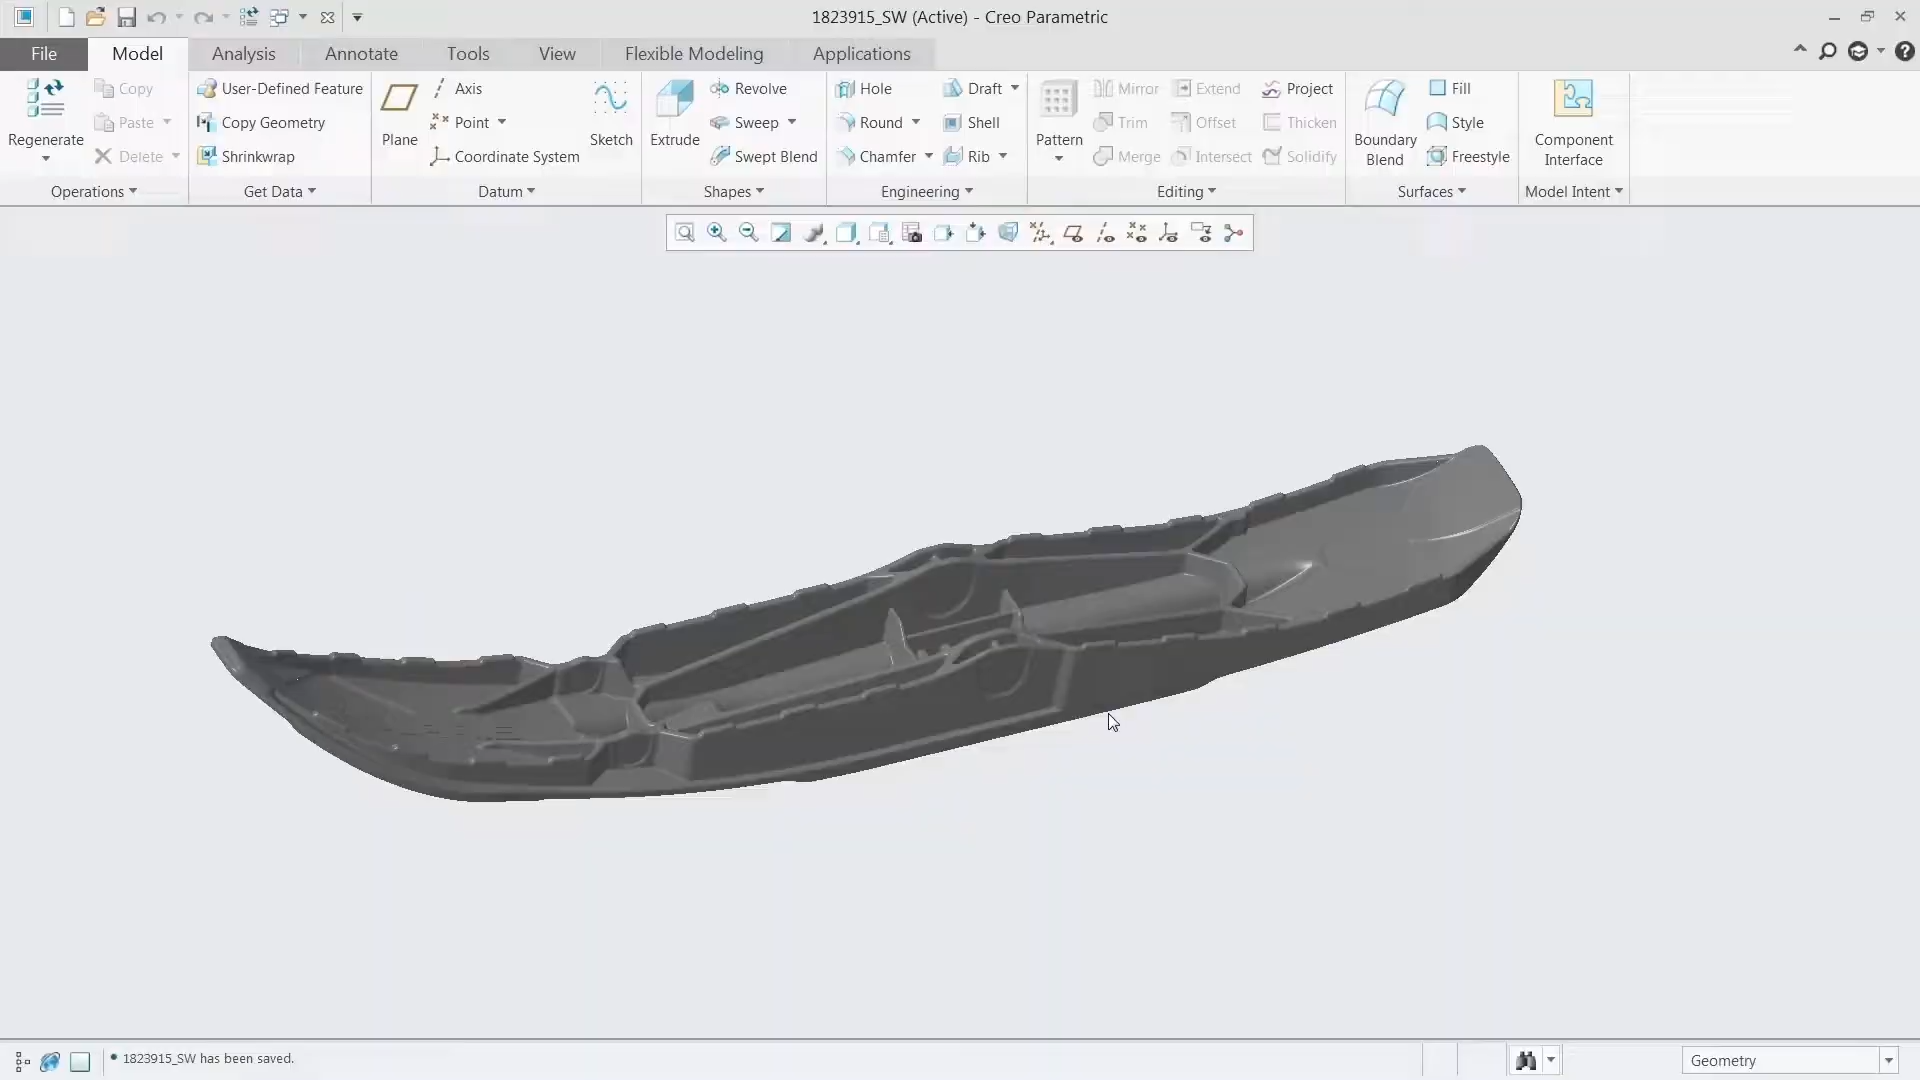 1823915_SW (Active) - Creo Parametric
File Model Analysis Annotate Tools View Flexible Modeling Applications
Regenerate
Copy
Paste
Delete
Operations
User-Defined Feature
Copy Geometry
Shrinkwrap
Get Data
Plane
Axis
Point
Coordinate System
Sketch
Datum
Extrude
Revolve
Sweep
Swept Blend
Shapes
Hole
Round
Chamfer
Draft
Shell
Rib
Engineering
Pattern
Mirror
Trim
Merge
Extend
Offset
Intersect
Project
Thicken
Solidify
Editing
Boundary
Blend
Fill
Style
Freestyle
Surfaces
Component
Interface
Model Intent
1823915_SW has been saved.
Geometry